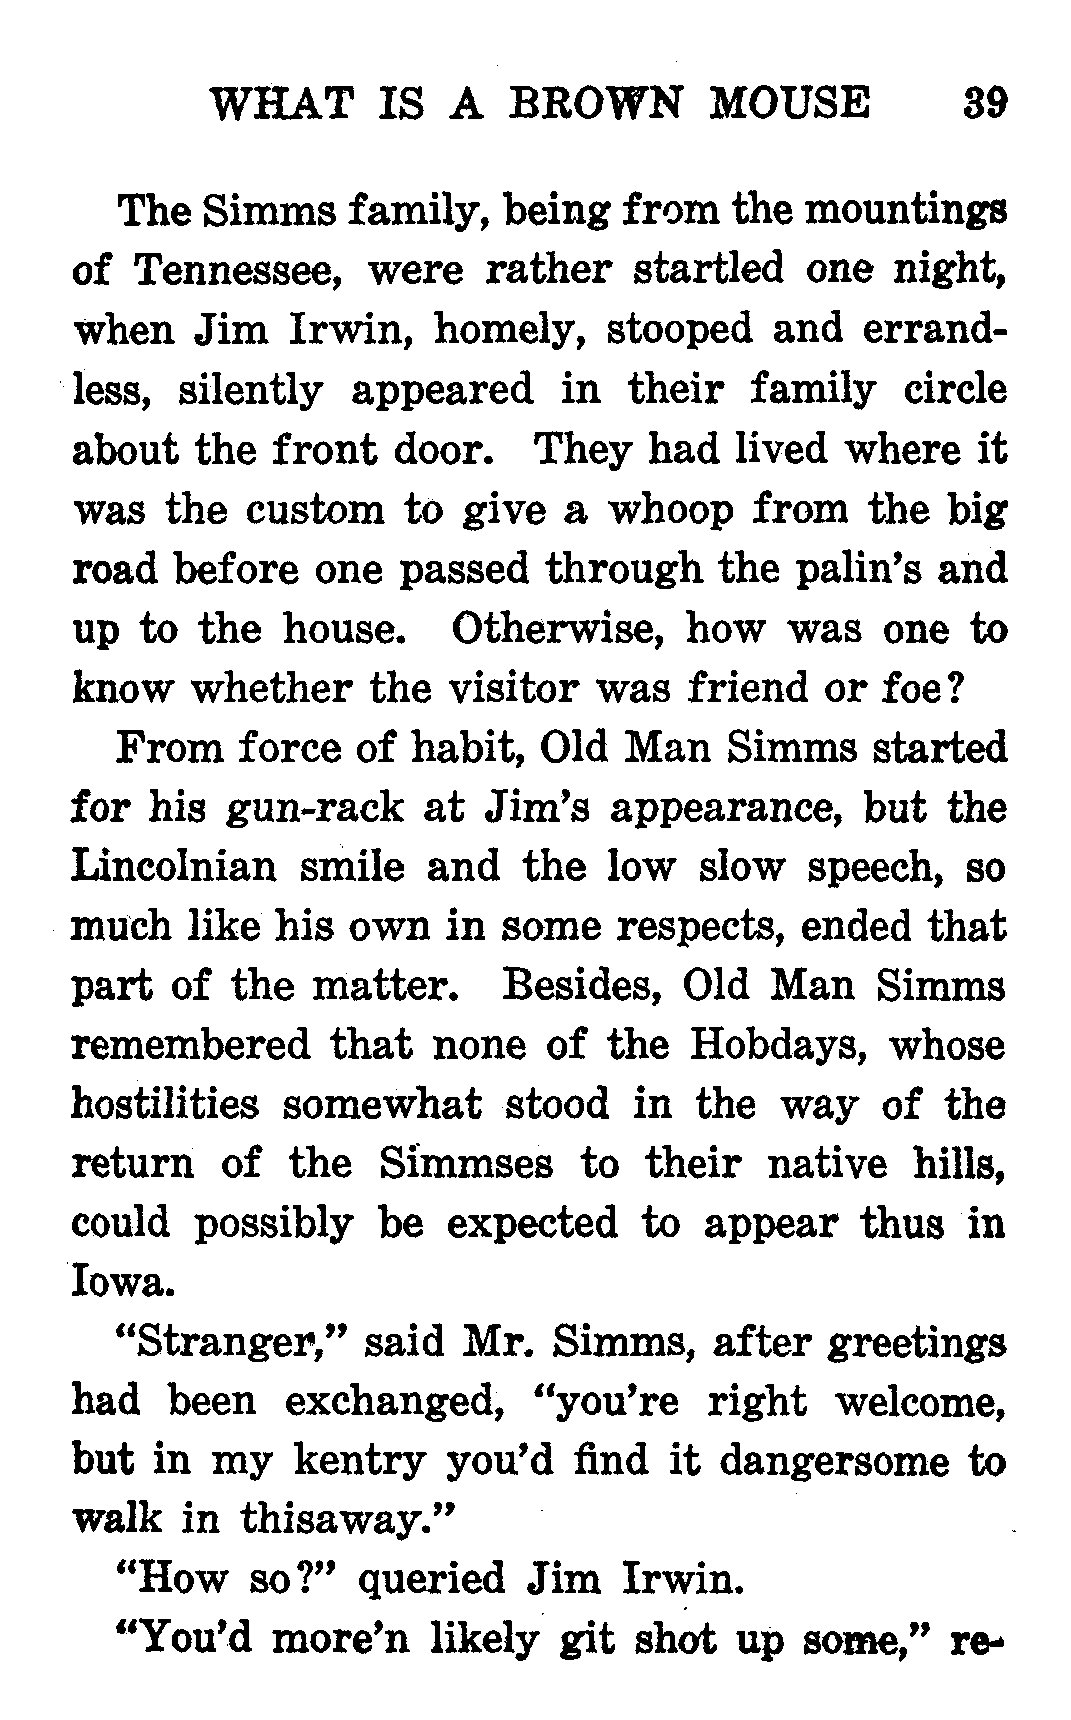 WHAT IS A BROWN MOUSE 39
The Simms family, being from the mountings
of Tennessee, were rather startled one night,
when Jim Irwin, homely, stooped and errand-
less, silently appeared in their family circle
about the front door. They had lived where it
was the custom to give a whoop from the big
road before one passed through the palin's and
up to the house. Otherwise, how was one to
know whether the visitor was friend or foe?
From force of habit, Old Man Simms started
for his gun-rack at Jim's appearance, but the
Lincolnian smile and the low slow speech, so
much like his own in some respects, ended that
part of the matter. Besides, Old Man Simms
remembered that none of the Hobdays, whose
hostilities somewhat stood in the way of the
return of the Simmses to their native hills,
could possibly be expected to appear thus in
Iowa.
"Stranger," said Mr. Simms, after greetings
had been exchanged, "you're right welcome,
but in my kentry you'd find it dangersome to
walk in thisaway."
"How so?" queried Jim Irwin.
"You'd more'n likely git shot up some," re-